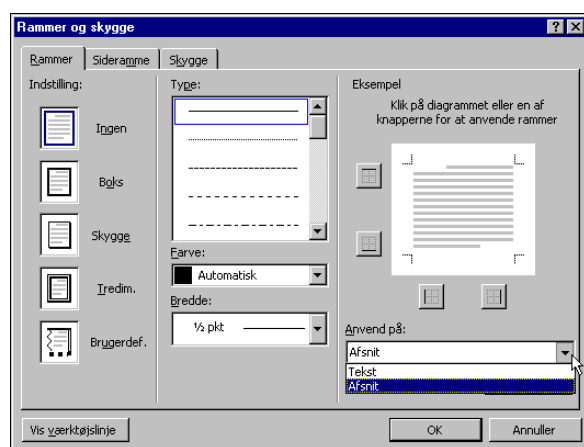 Rammer og skygge
Rammer
Sideramme
Skygge
Indstilling:
Ingen
Boks
Skygge
Tredim.
Brugerdef.
Type:
Farve:
Automatisk
Bredde:
½ pkt
Eksempel
Klik på diagrammet eller en af
knapperne for at anvende rammer
Anvend på:
Afsnit
Tekst
Afsnit
Vis værktøjslinje
OK
Annuller